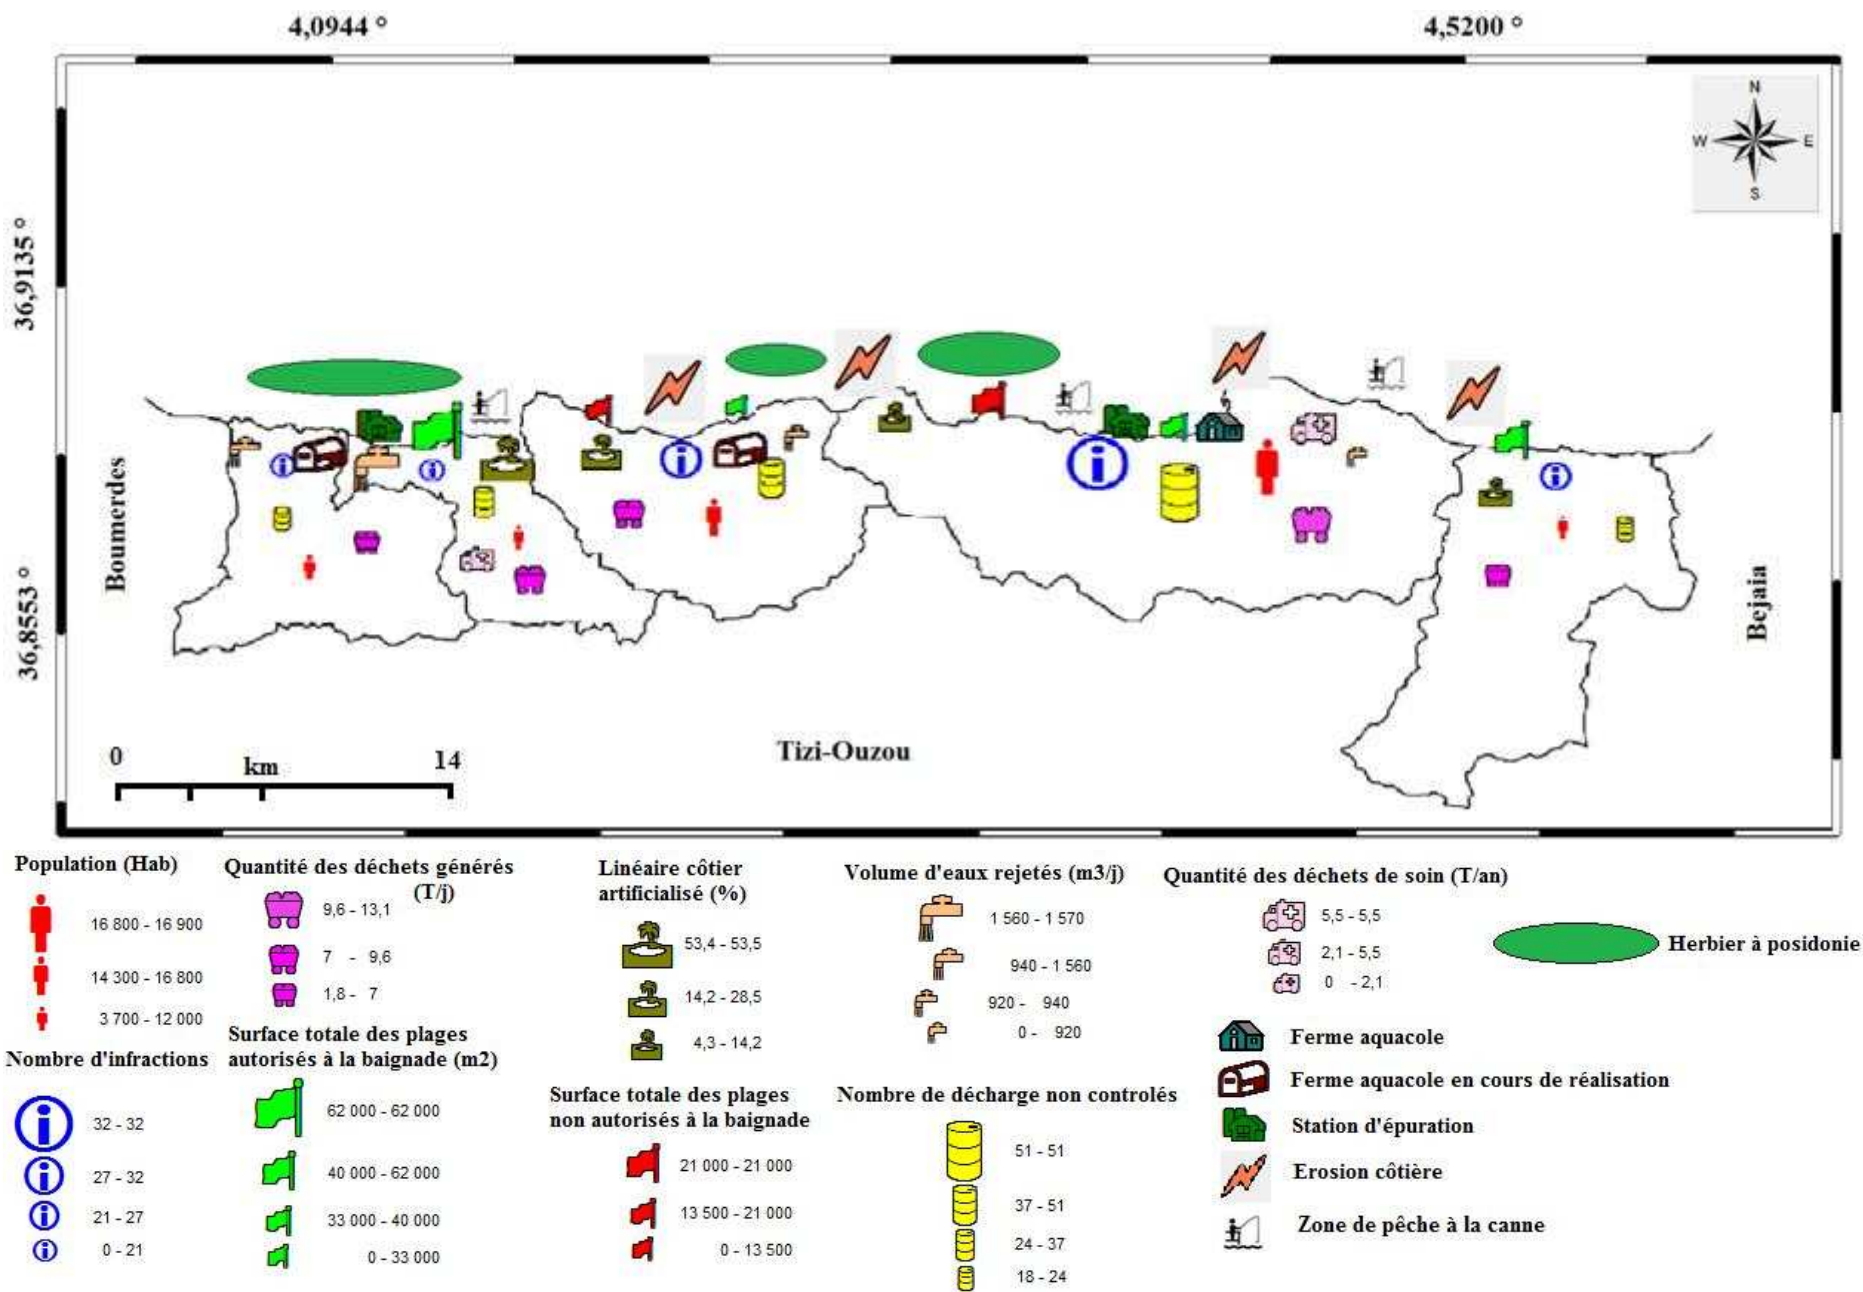 4,0944 °
4,5200 °
N
W
E
S
36,9135 °
36,8553 °
Boumerdes
Bejaia
Tizi-Ouzou
0
14
km
Population (Hab)
16 800 - 16 900
14 300 - 16 800
3 700 - 12 000
Nombre d'infractions
32 - 32
27 - 32
21 - 27
0 - 21
Quantité des déchets générés
(T/j)
9,6 - 13,1
7 - 9,6
1,8 - 7
Surface totale des plages
autorisés à la baignade (m2)
62 000 - 62 000
40 000 - 62 000
33 000 - 40 000
0 - 33 000
Linéaire côtier
artificialisé (%)
53,4 - 53,5
14,2 - 28,5
4,3 - 14,2
Surface totale des plages
non autorisés à la baignade
21 000 - 21 000
13 500 - 21 000
0 - 13 500
Volume d'eaux rejetés (m3/j)
1 560 - 1 570
940 - 1 560
920 - 940
0 - 920
Nombre de décharge non controlés
51 - 51
37 - 51
24 - 37
18 - 24
Quantité des déchets de soin (T/an)
5,5 - 5,5
2,1 - 5,5
0 - 2,1
Herbier à posidonie
Ferme aquacole
Ferme aquacole en cours de réalisation
Station d'épuration
Erosion côtière
Zone de pêche à la canne